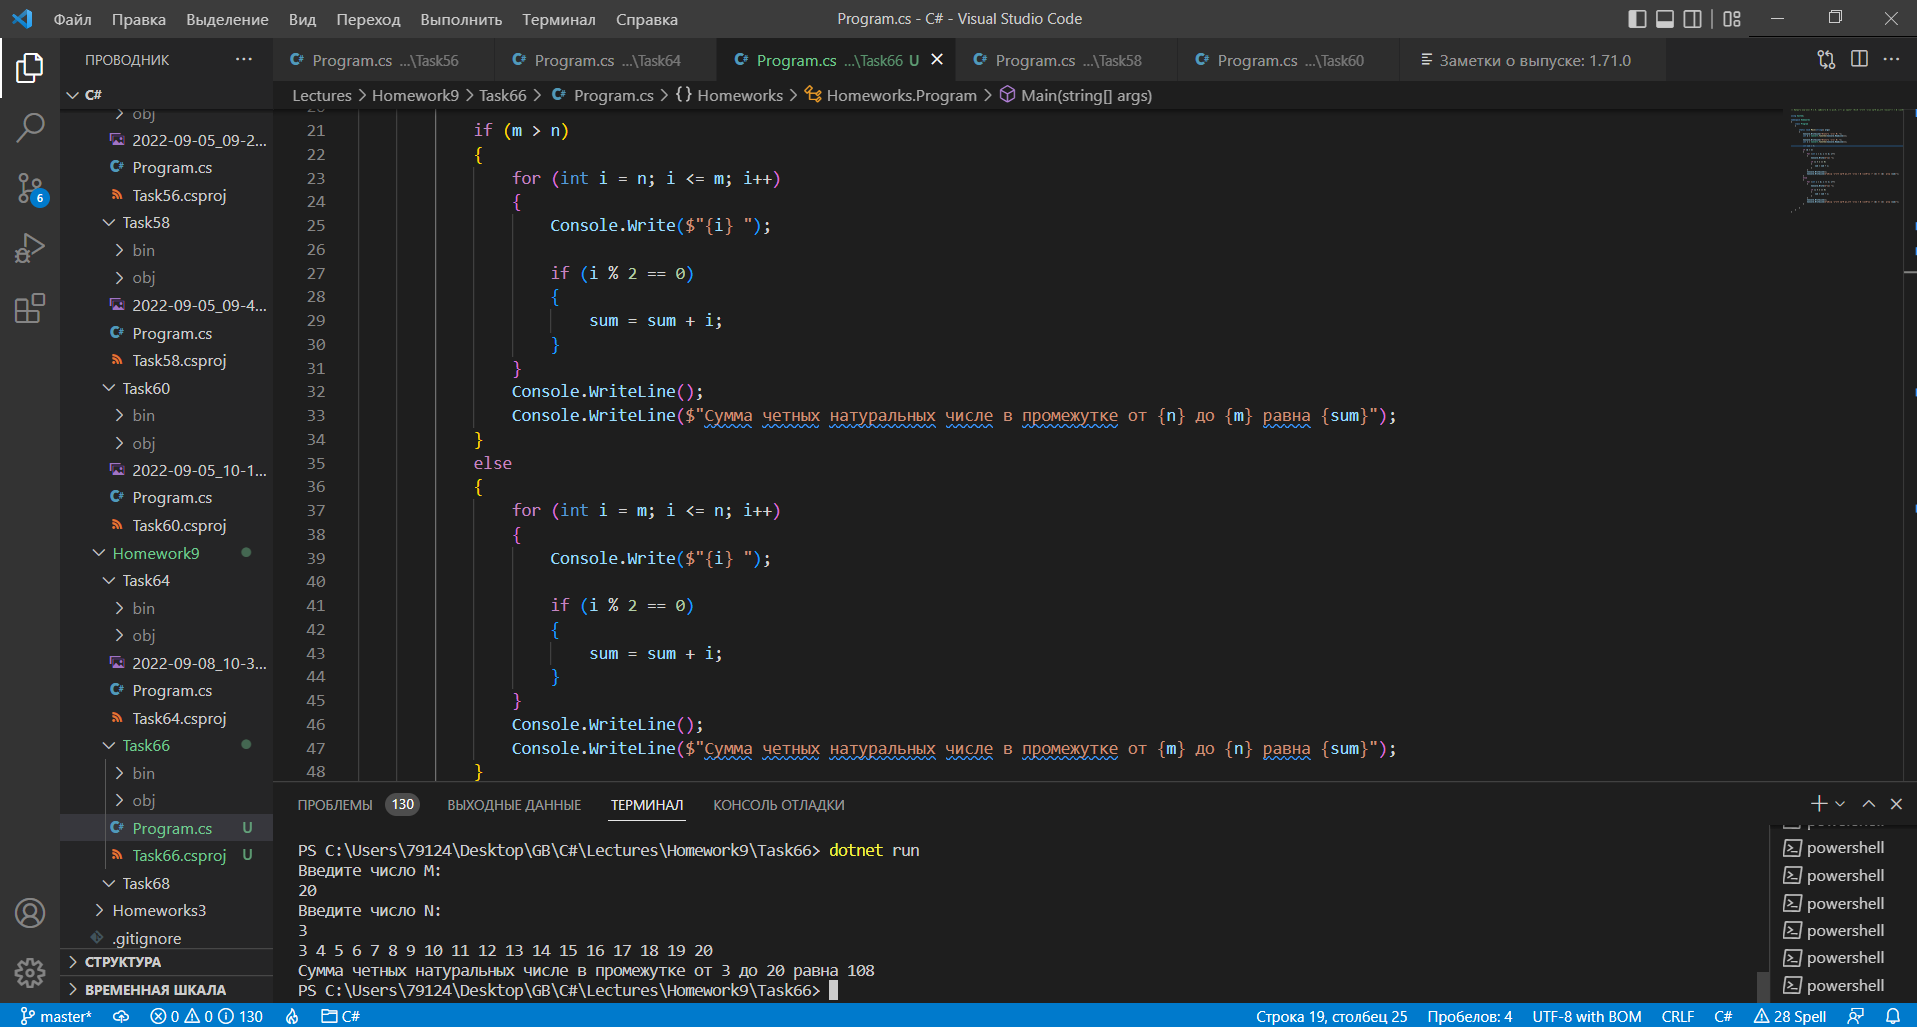 Файл Правка Выделение Вид Переход Выполнить Терминал Справка
Program.cs - C# - Visual Studio Code
ПРОВОДНИК ...
Program.cs ...\Task56
Program.cs ...\Task64
Program.cs ...\Task66 U
Program.cs ...\Task58
Program.cs ...\Task60
Заметки о выпуске: 1.71.0
Lectures > Homework9 > Task66 > Program.cs > {} Homeworks > Homeworks.Program > Main(string[] args)
C#
obj
2022-09-05_09-2...
Program.cs
Task56.csproj
Task58
bin
obj
2022-09-05_09-4...
Program.cs
Task58.csproj
Task60
bin
obj
2022-09-05_10-1...
Program.cs
Task60.csproj
Homework9
Task64
bin
obj
2022-09-08_10-3...
Program.cs
Task64.csproj
Task66
bin
obj
Program.cs U
Task66.csproj U
Task68
Homeworks3
.gitignore
СТРУКТУРА
ВРЕМЕННАЯ ШКАЛА
6
21 if (m > n)
22 {
23 for (int i = n; i <= m; i++)
24 {
25 Console.Write($"{i} ");
26
27 if (i % 2 == 0)
28 {
29 sum = sum + i;
30 }
31 }
32 Console.WriteLine();
33 Console.WriteLine($"Сумма четных натуральных числе в промежутке от {n} до {m} равна {sum}");
34 }
35 else
36 {
37 for (int i = m; i <= n; i++)
38 {
39 Console.Write($"{i} ");
40
41 if (i % 2 == 0)
42 {
43 sum = sum + i;
44 }
45 }
46 Console.WriteLine();
47 Console.WriteLine($"Сумма четных натуральных числе в промежутке от {m} до {n} равна {sum}");
48 }
ПРОБЛЕМЫ 130 ВЫХОДНЫЕ ДАННЫЕ ТЕРМИНАЛ КОНСОЛЬ ОТЛАДКИ
PS C:\Users\79124\Desktop\GB\C#\Lectures\Homework9\Task66> dotnet run
Введите число M:
20
Введите число N:
3
3 4 5 6 7 8 9 10 11 12 13 14 15 16 17 18 19 20
Сумма четных натуральных числе в промежутке от 3 до 20 равна 108
PS C:\Users\79124\Desktop\GB\C#\Lectures\Homework9\Task66>
powershell
powershell
powershell
powershell
powershell
powershell
powershell
master* 0 0 130 C#
Строка 19, столбец 25 Пробелов: 4 UTF-8 with BOM CRLF C# 28 Spell